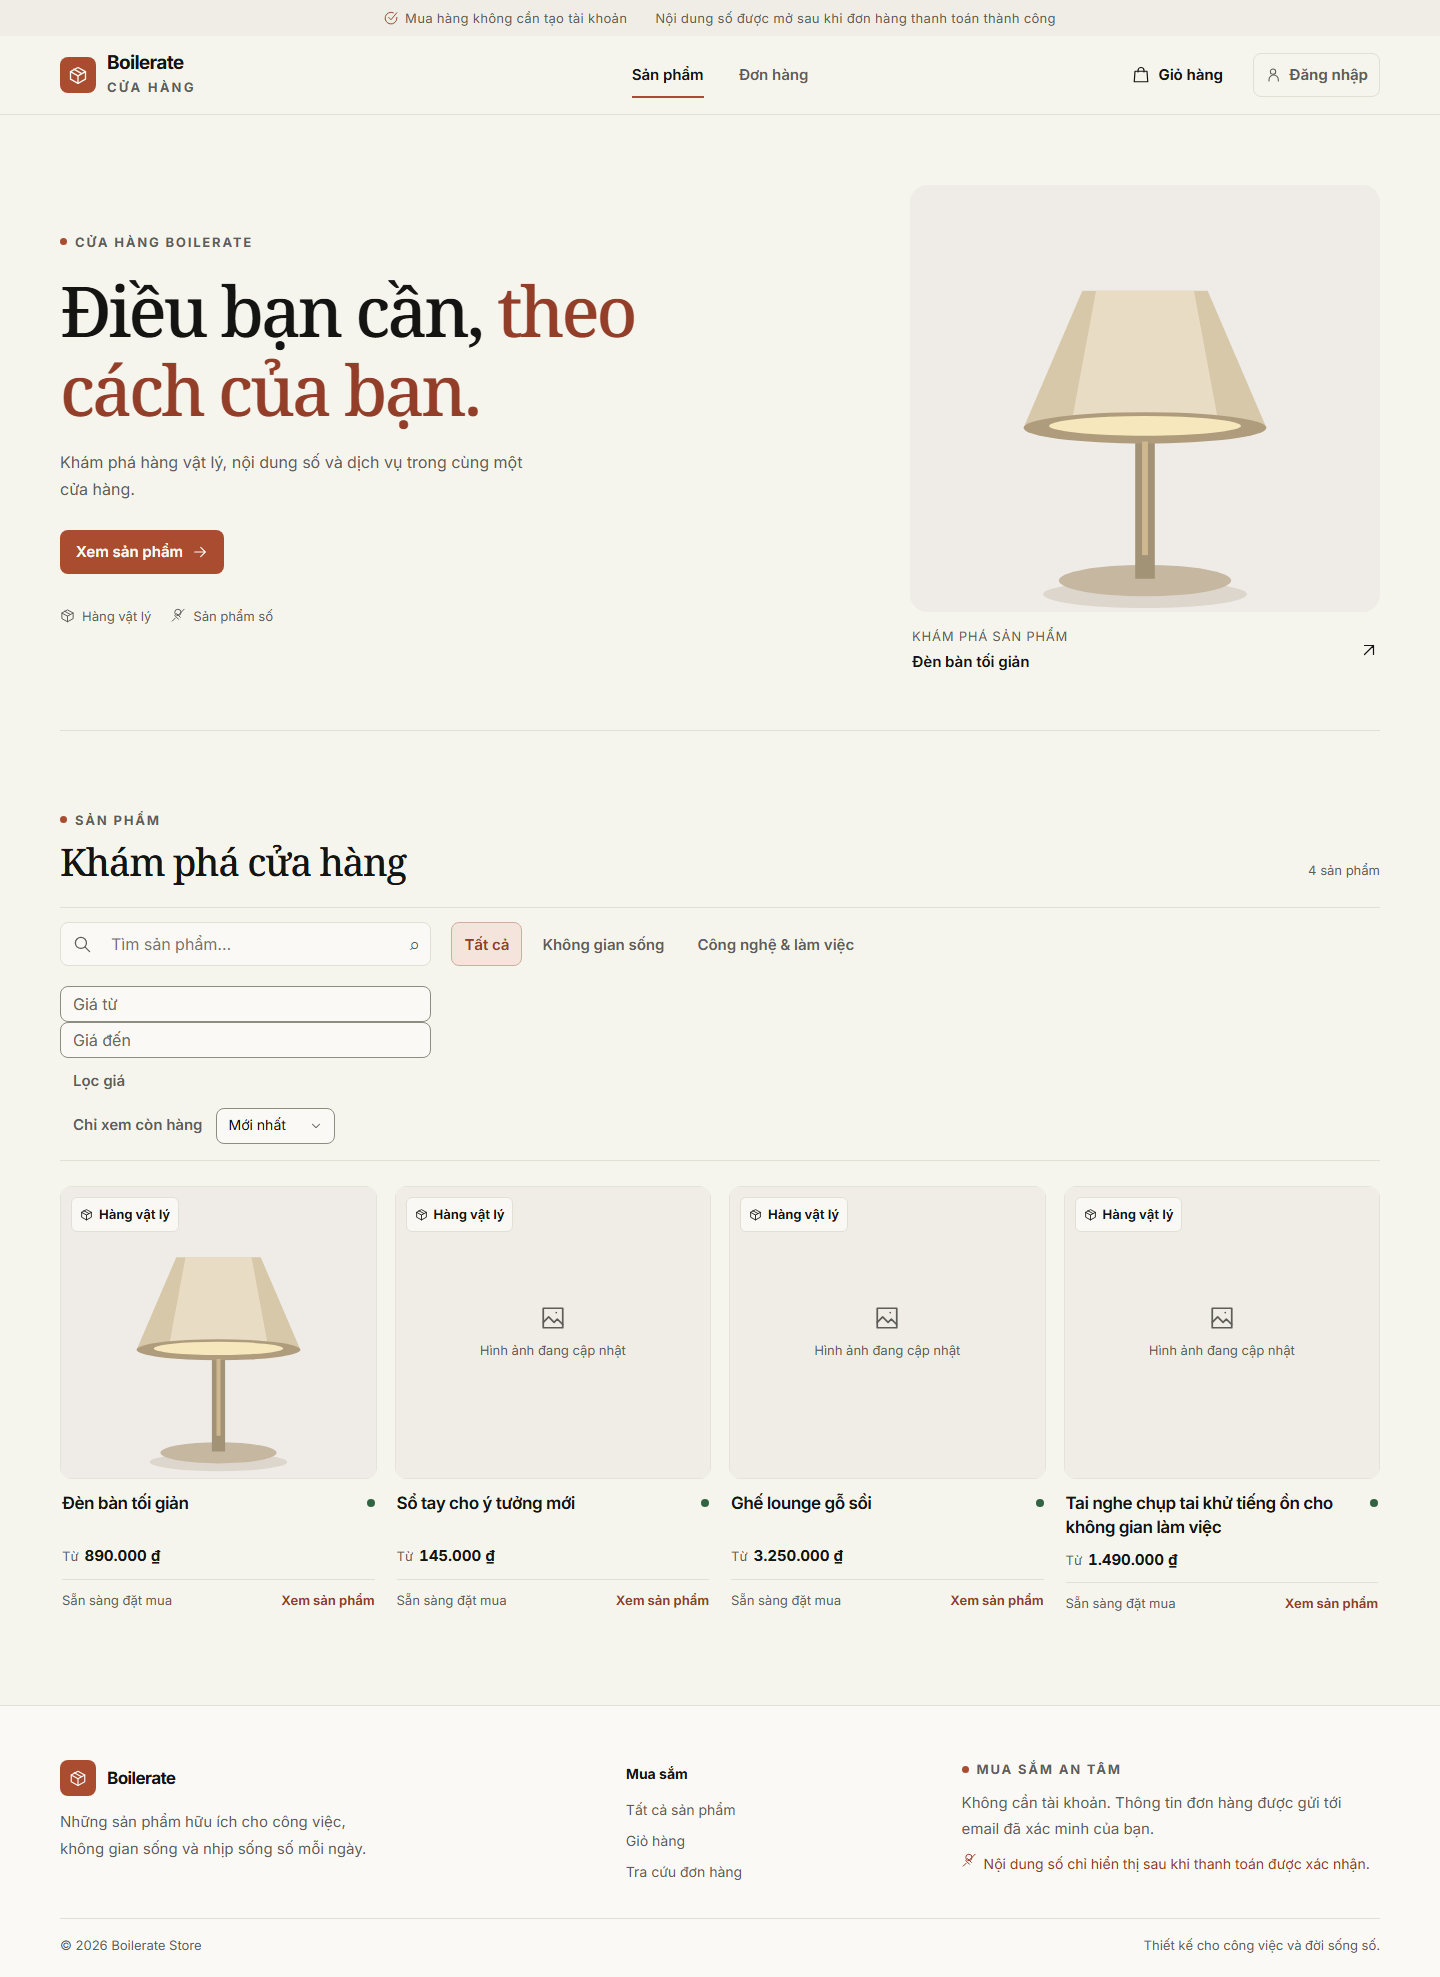 Mua hàng không cần tạo tài khoản
Nội dung số được mở sau khi đơn hàng thanh toán thành công
Boilerate
CỬA HÀNG
Sản phẩm
Đơn hàng
Giỏ hàng
Đăng nhập
CỬA HÀNG BOILERATE
Điều bạn cần, theo
cách của bạn.
Khám phá hàng vật lý, nội dung số và dịch vụ trong cùng một
cửa hàng.
Xem sản phẩm
Hàng vật lý
Sản phẩm số
KHÁM PHÁ SẢN PHẨM
Đèn bàn tối giản
SẢN PHẨM
Khám phá cửa hàng
4 sản phẩm
Tìm sản phẩm...
Tất cả
Không gian sống
Công nghệ & làm việc
Giá từ
Giá đến
Lọc giá
Chỉ xem còn hàng
Mới nhất
Hàng vật lý
Hàng vật lý
Hàng vật lý
Hàng vật lý
Hình ảnh đang cập nhật
Hình ảnh đang cập nhật
Hình ảnh đang cập nhật
Đèn bàn tối giản
Sổ tay cho ý tưởng mới
Ghế lounge gỗ sồi
Tai nghe chụp tai khử tiếng ồn cho
không gian làm việc
Từ 890.000 ₫
Từ 145.000 ₫
Từ 3.250.000 ₫
Từ 1.490.000 ₫
Sẵn sàng đặt mua
Xem sản phẩm
Sẵn sàng đặt mua
Xem sản phẩm
Sẵn sàng đặt mua
Xem sản phẩm
Sẵn sàng đặt mua
Xem sản phẩm
Boilerate
Những sản phẩm hữu ích cho công việc,
không gian sống và nhịp sống số mỗi ngày.
Mua sắm
Tất cả sản phẩm
Giỏ hàng
Tra cứu đơn hàng
MUA SẮM AN TÂM
Không cần tài khoản. Thông tin đơn hàng được gửi tới
email đã xác minh của bạn.
Nội dung số chỉ hiển thị sau khi thanh toán được xác nhận.
© 2026 Boilerate Store
Thiết kế cho công việc và đời sống số.